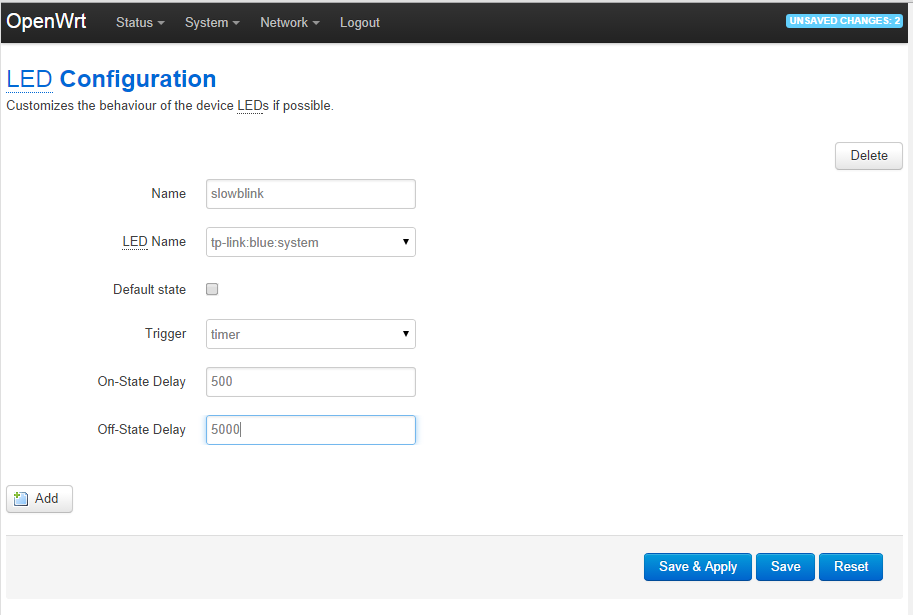 OpenWrt Status System Network Logout UNSAVED CHANGES: 2
LED Configuration
Customizes the behaviour of the device LEDs if possible.
Delete
Name slowblink
LED Name tp-link:blue:system
Default state
Trigger timer
On-State Delay 500
Off-State Delay 5000
Add
Save & Apply Save Reset